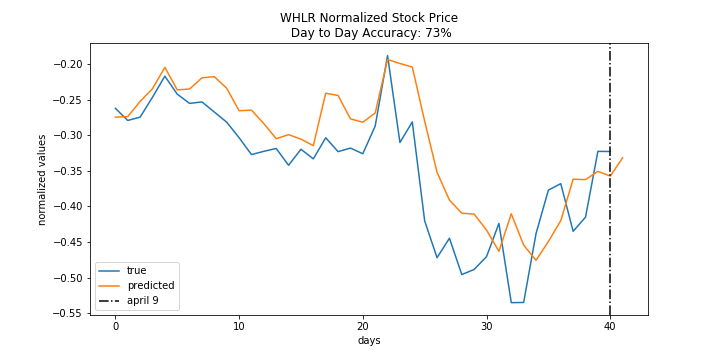 WHLR Normalized Stock Price
Day to Day Accuracy: 73%
normalized values
−0.20
−0.25
−0.30
−0.35
−0.40
−0.45
−0.50
−0.55
true
predicted
april 9
0 10 20 30 40
days